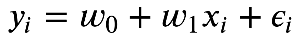 yᵢ = w₀ + w₁xᵢ + ϵᵢ